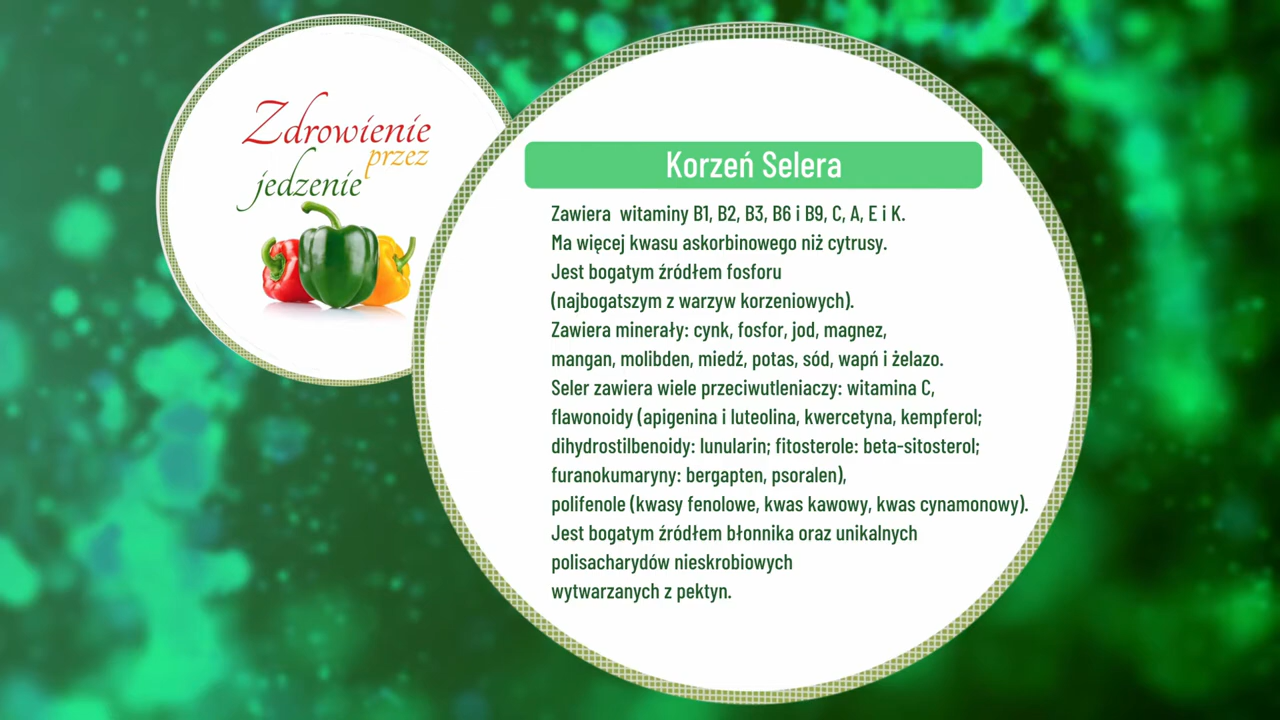 Zdrowienie
przez
jedzenie
Korzeń Selera
Zawiera  witaminy B1, B2, B3, B6 i B9, C, A, E i K.
Ma więcej kwasu askorbinowego niż cytrusy.
Jest bogatym źródłem fosforu
(najbogatszym z warzyw korzeniowych).
Zawiera minerały: cynk, fosfor, jod, magnez,
mangan, molibden, miedź, potas, sód, wapń i żelazo.
Seler zawiera wiele przeciwutleniaczy: witamina C,
flawonoidy (apigenina i luteolina, kwercetyna, kempferol;
dihydrostilbenoidy: lunularin; fitosterole: beta-sitosterol;
furanokumaryny: bergapten, psoralen),
polifenole (kwasy fenolowe, kwas kawowy, kwas cynamonowy).
Jest bogatym źródłem błonnika oraz unikalnych
polisacharydów nieskrobiowych
wytwarzanych z pektyn.